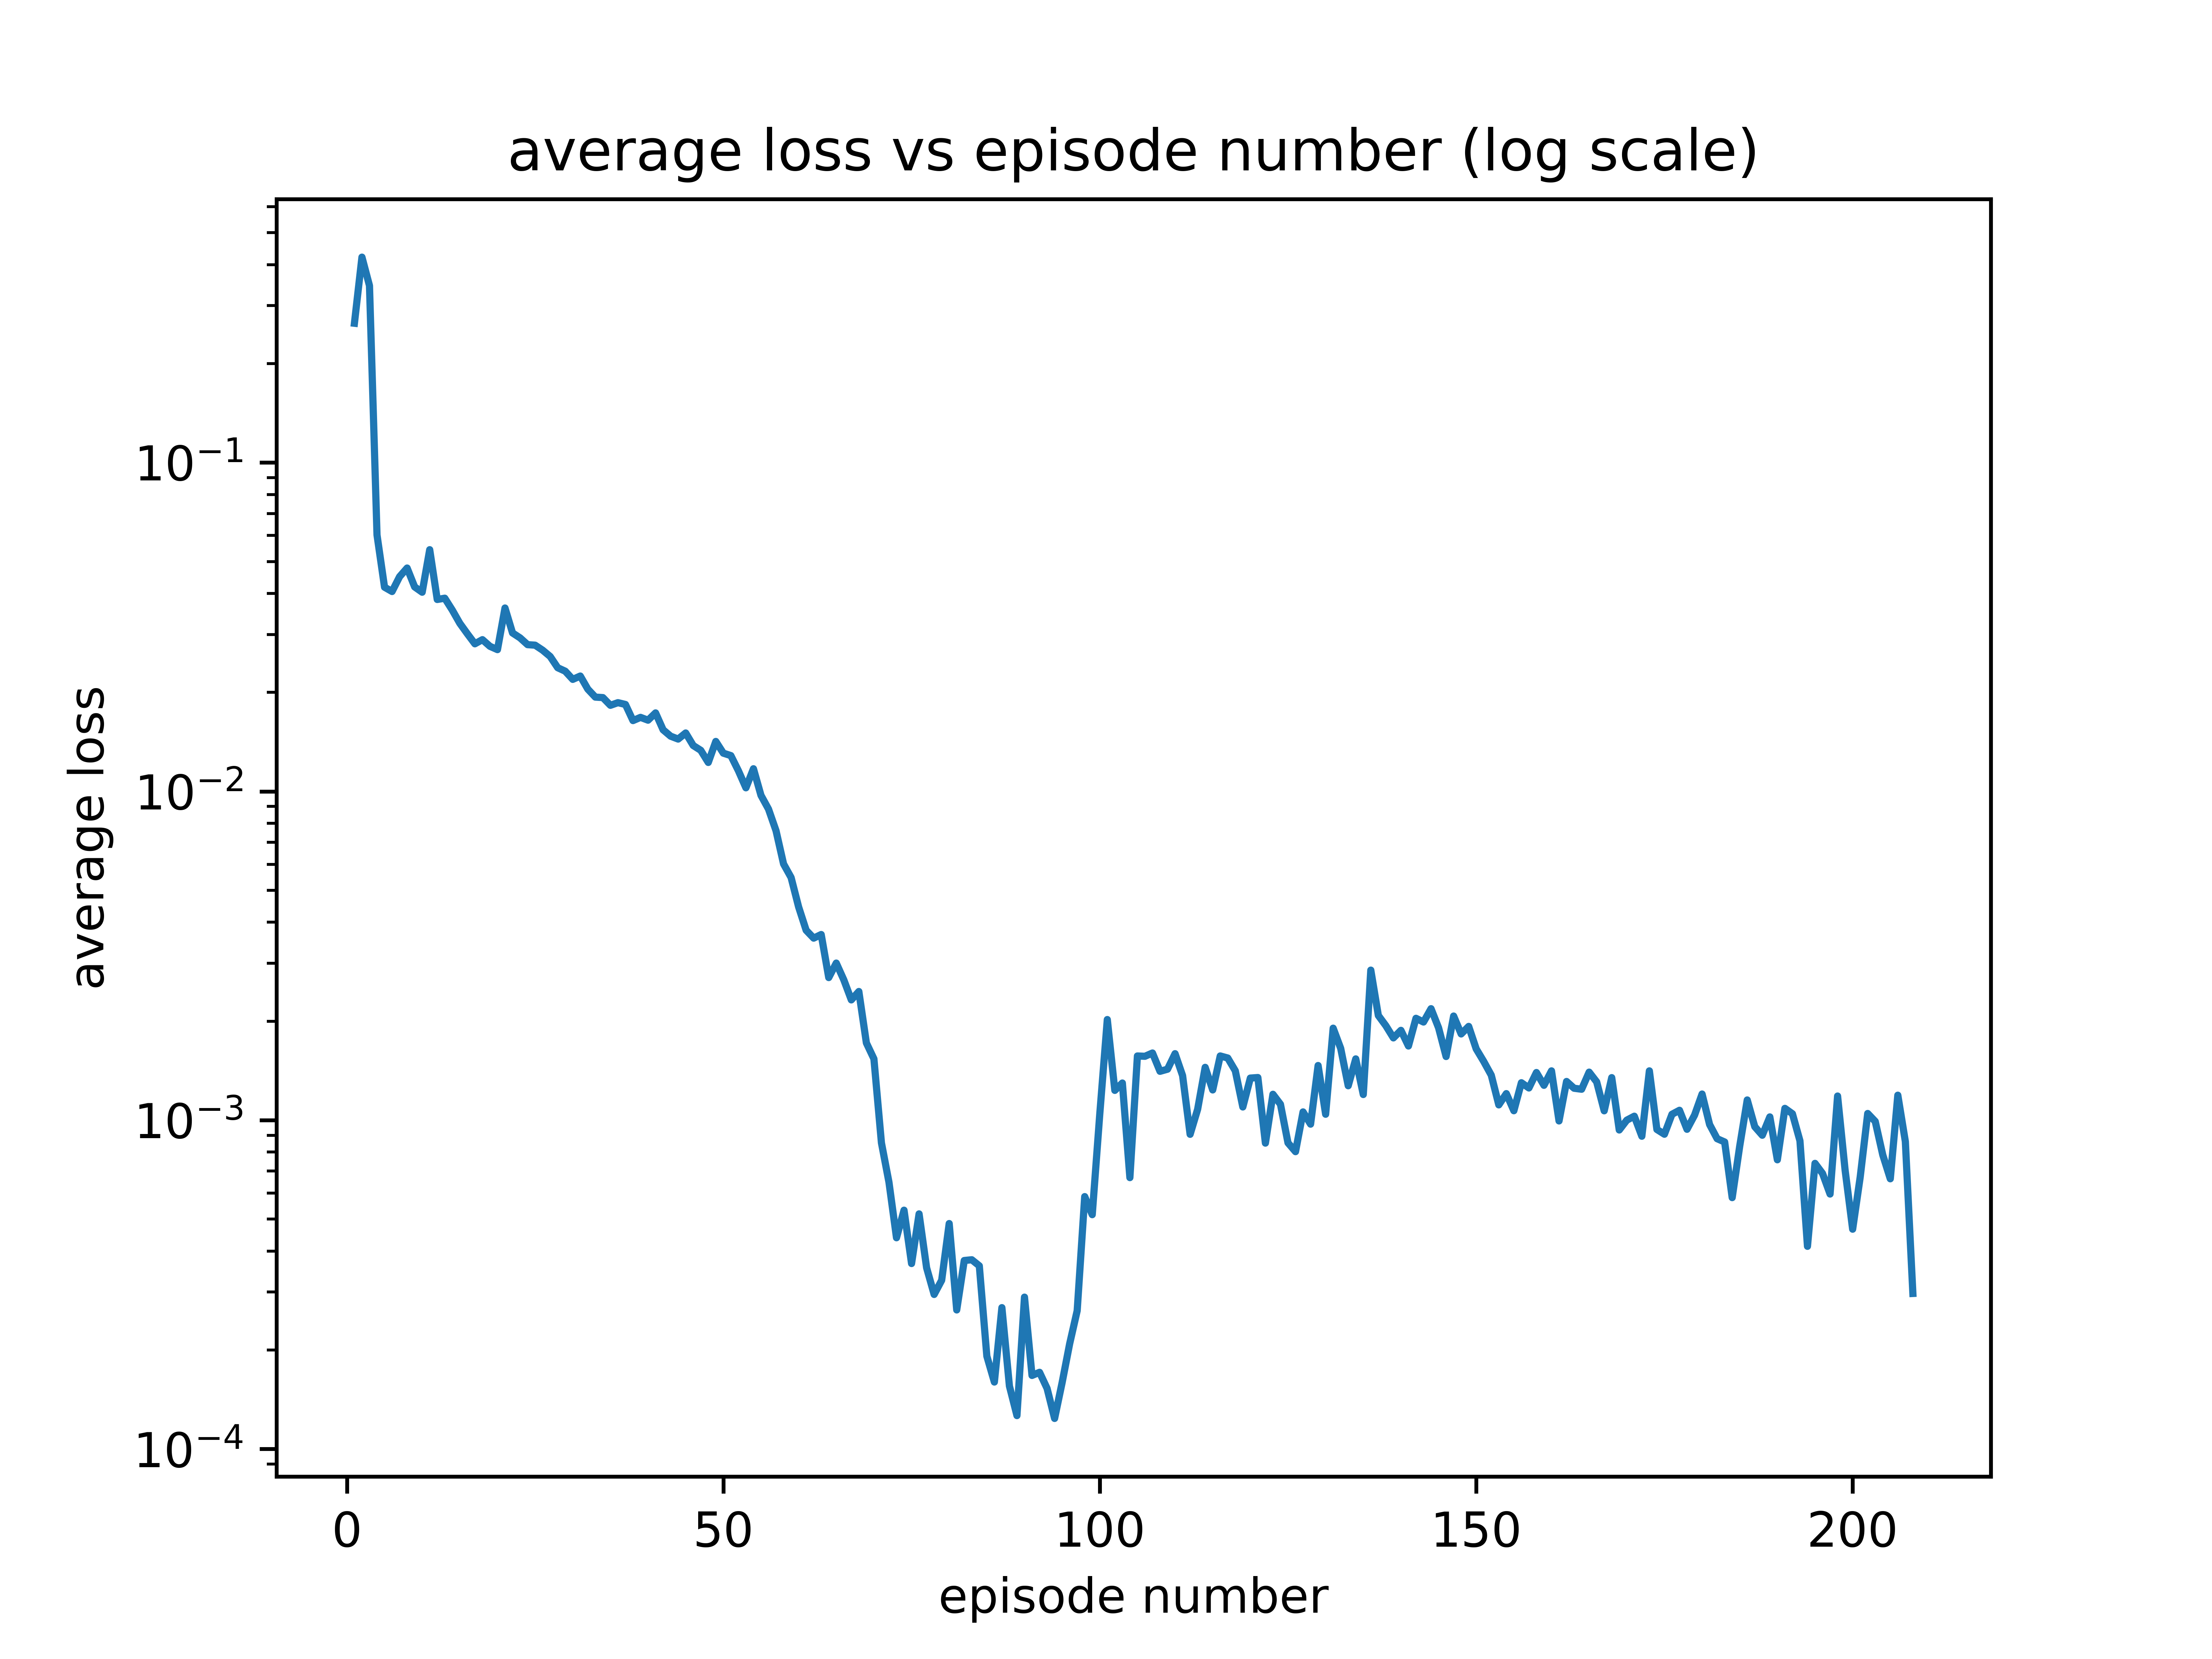 average loss vs episode number (log scale)
average loss
10⁻¹
10⁻²
10⁻³
10⁻⁴
0 50 100 150 200
episode number